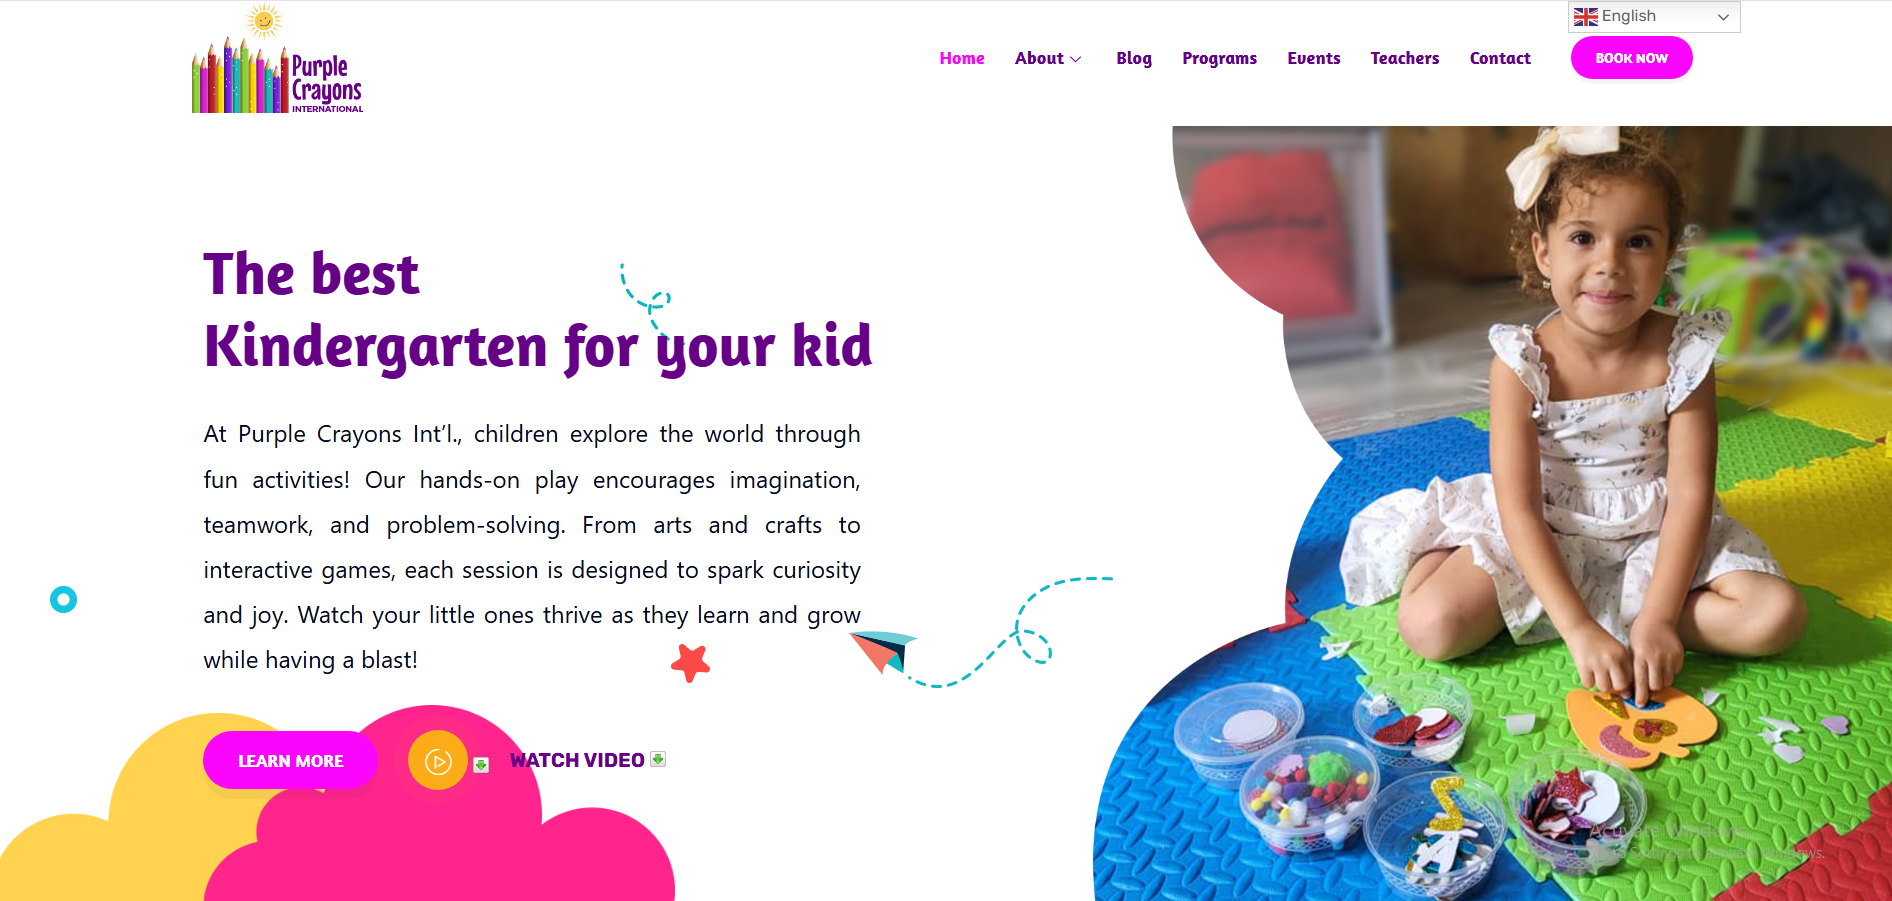 English
Purple
Crayons
INTERNATIONAL
Home About Blog Programs Events Teachers Contact BOOK NOW
The best
Kindergarten for your kid
At Purple Crayons Int’l., children explore the world through
fun activities! Our hands-on play encourages imagination,
teamwork, and problem-solving. From arts and crafts to
interactive games, each session is designed to spark curiosity
and joy. Watch your little ones thrive as they learn and grow
while having a blast!
LEARN MORE WATCH VIDEO
Activate Windows
Settings to activate Windows.